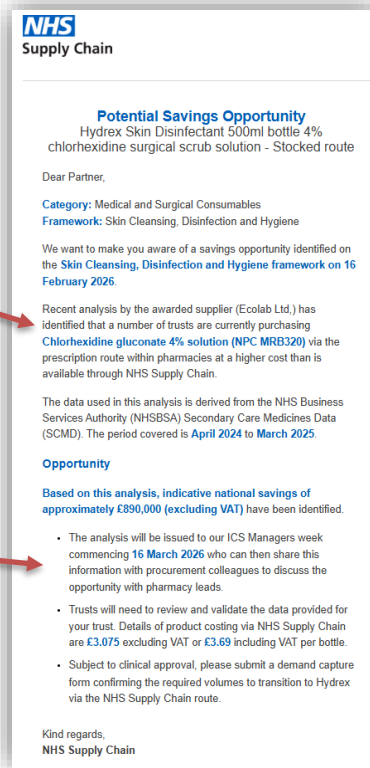 NHS
Supply Chain
Potential Savings Opportunity
Hydrex Skin Disinfectant 500ml bottle 4%
chlorhexidine surgical scrub solution - Stocked route
Dear Partner,
Category: Medical and Surgical Consumables
Framework: Skin Cleansing, Disinfection and Hygiene
We want to make you aware of a savings opportunity identified on
the Skin Cleansing, Disinfection and Hygiene framework on 16
February 2026.
Recent analysis by the awarded supplier (Ecolab Ltd,) has
identified that a number of trusts are currently purchasing
Chlorhexidine gluconate 4% solution (NPC MRB320) via the
prescription route within pharmacies at a higher cost than is
available through NHS Supply Chain.
The data used in this analysis is derived from the NHS Business
Services Authority (NHSBSA) Secondary Care Medicines Data
(SCMD). The period covered is April 2024 to March 2025.
Opportunity
Based on this analysis, indicative national savings of
approximately £890,000 (excluding VAT) have been identified.
• The analysis will be issued to our ICS Managers week
commencing 16 March 2026 who can then share this
information with procurement colleagues to discuss the
opportunity with pharmacy leads.
• Trusts will need to review and validate the data provided for
your trust. Details of product costing via NHS Supply Chain
are £3.075 excluding VAT or £3.69 including VAT per bottle.
• Subject to clinical approval, please submit a demand capture
form confirming the required volumes to transition to Hydrex
via the NHS Supply Chain route.
Kind regards,
NHS Supply Chain